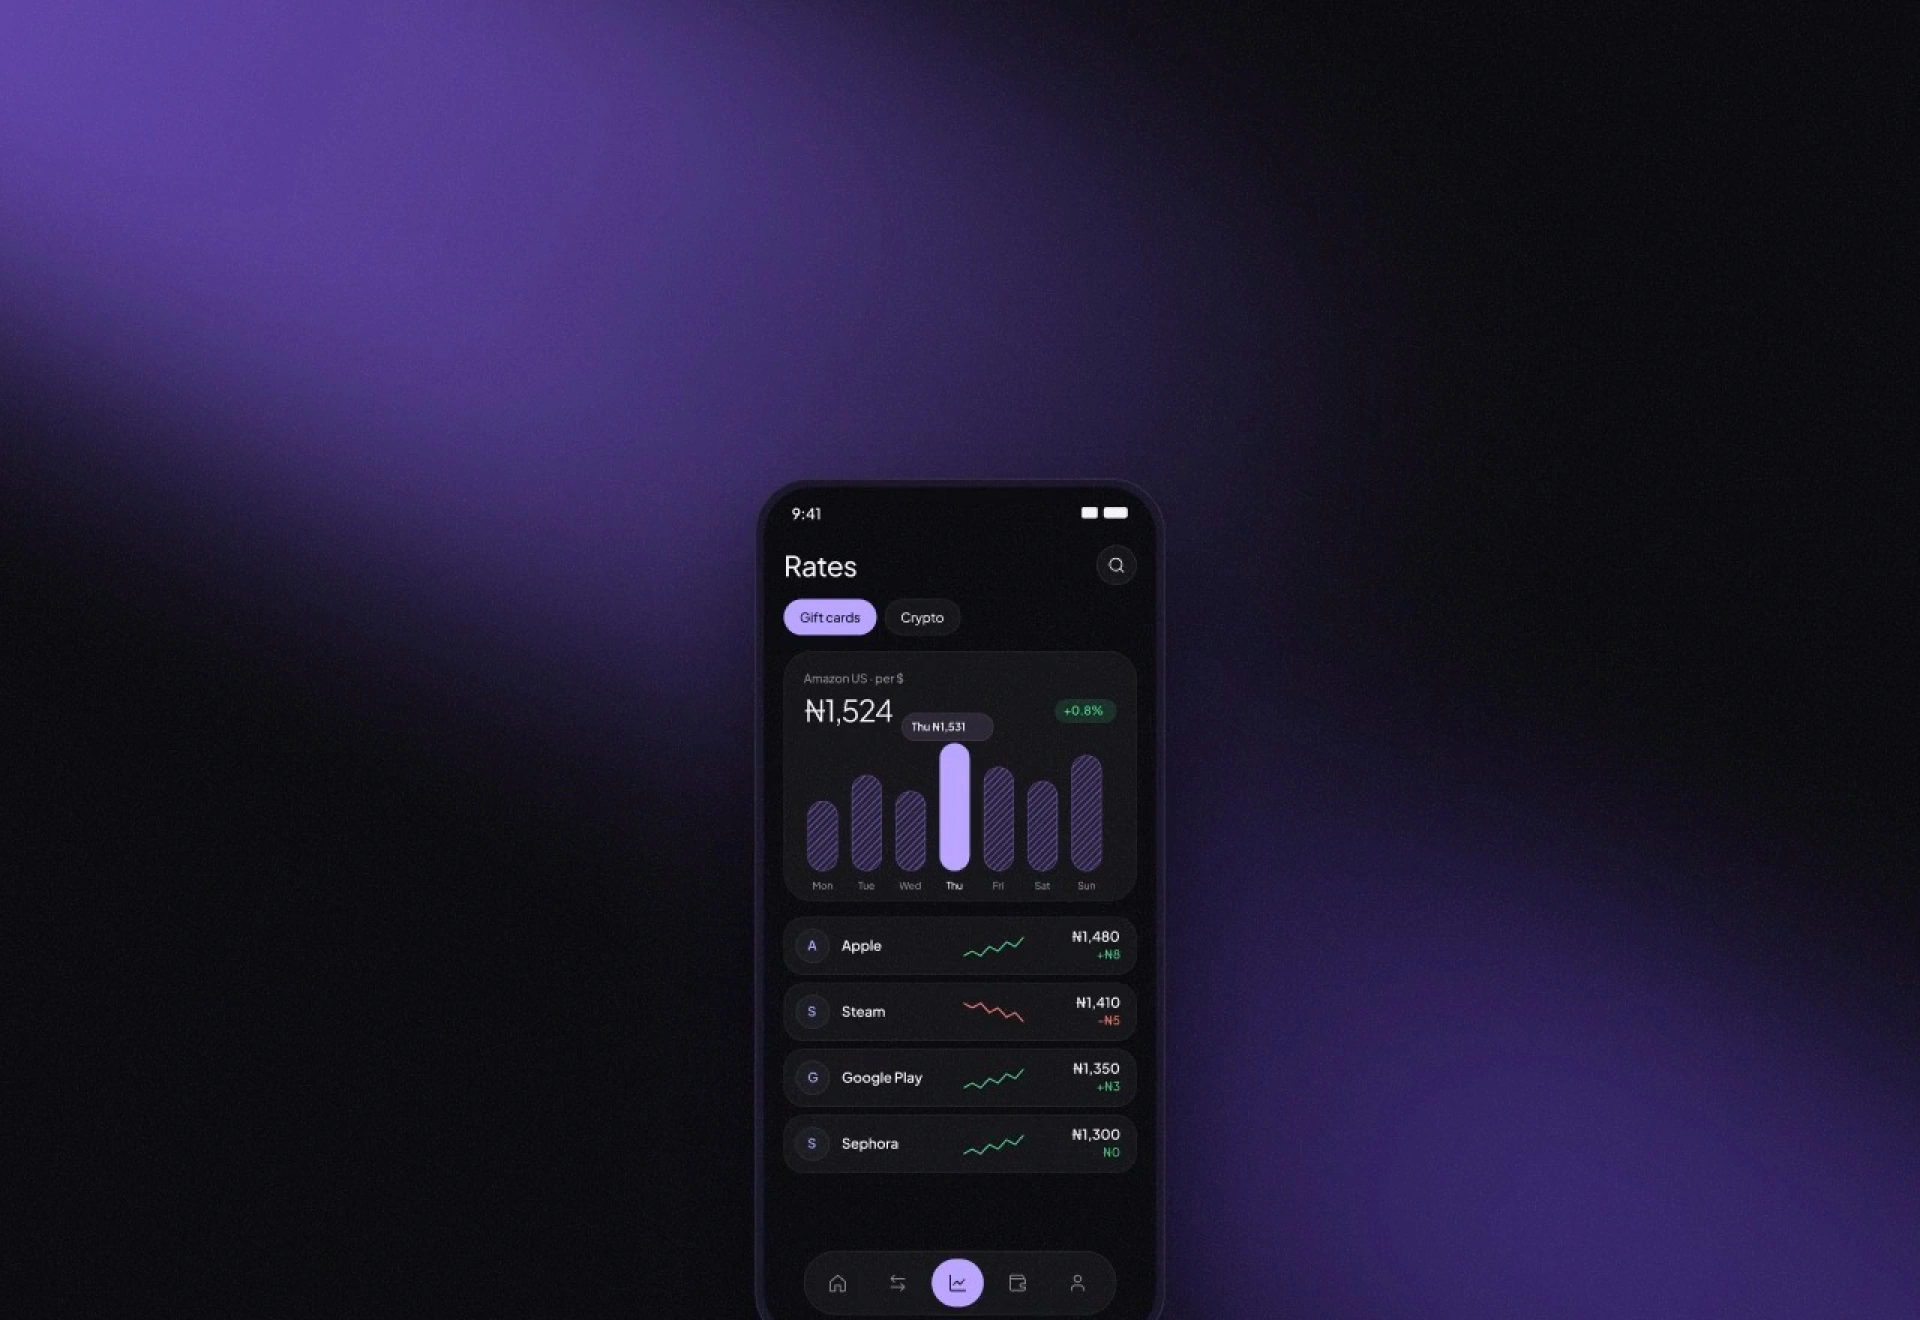 9:41
Rates
Gift cards Crypto
Amazon US · per $
₦1,524
+0.8%
Thu ₦1,531
Mon Tue Wed Thu Fri Sat Sun
A Apple ₦1,480
+₦8
S Steam ₦1,410
-₦5
G Google Play ₦1,350
+₦3
S Sephora ₦1,300
₦0